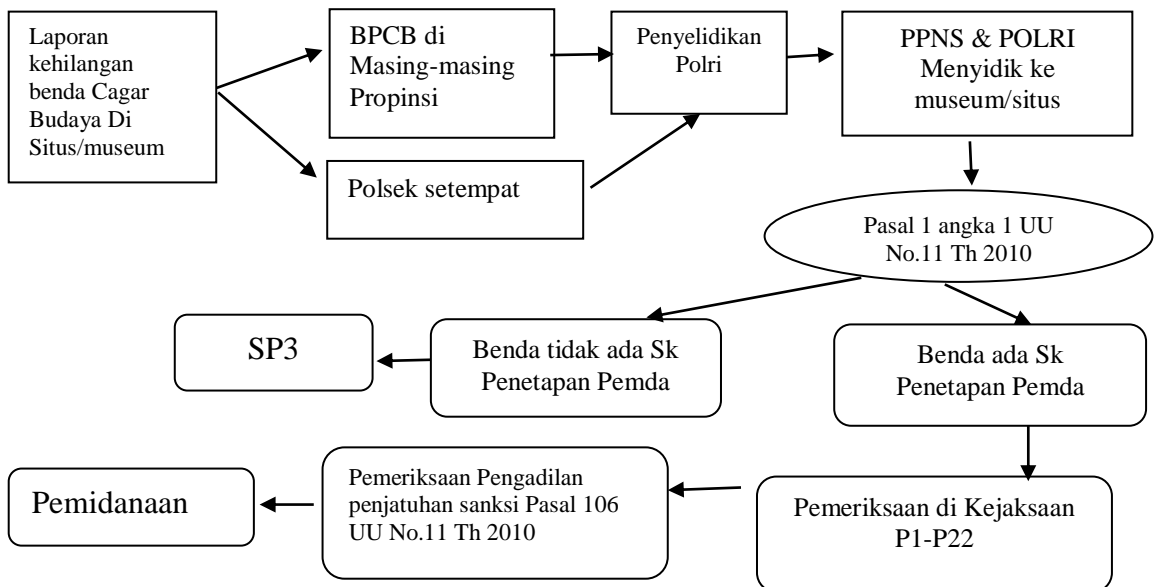 Laporan
kehilangan
benda Cagar
Budaya Di
Situs/museum
BPCB di
Masing-masing
Propinsi
Polsek setempat
Penyelidikan
Polri
PPNS & POLRI
Menyidik ke
museum/situs
Pasal 1 angka 1 UU
No.11 Th 2010
Benda tidak ada Sk
Penetapan Pemda
SP3
Benda ada Sk
Penetapan Pemda
Pemeriksaan di Kejaksaan
P1-P22
Pemeriksaan Pengadilan
penjatuhan sanksi Pasal 106
UU No.11 Th 2010
Pemidanaan